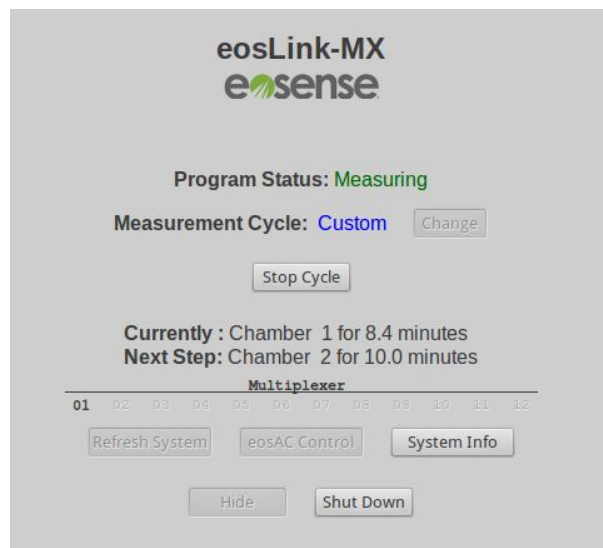 eosLink-MX
eosense
Program Status: Measuring
Measurement Cycle: Custom Change
Stop Cycle
Currently : Chamber 1 for 8.4 minutes
Next Step: Chamber 2 for 10.0 minutes
Multiplexer
01 02 03 04 05 06 07 08 09 10 11 12
Refresh System eosAC Control System Info
Hide Shut Down